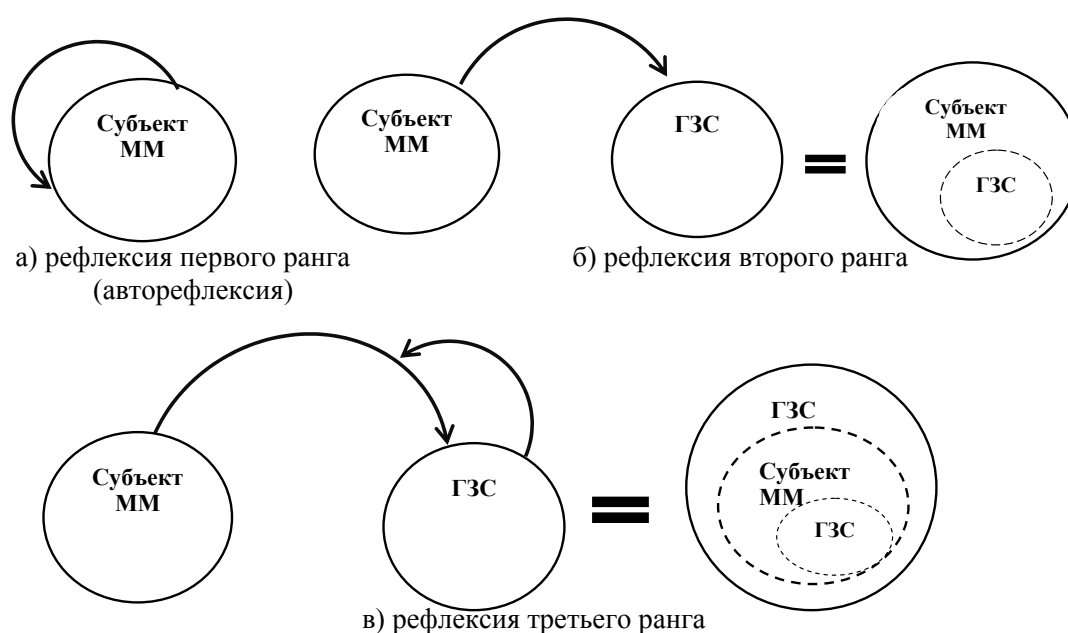 Субъект
ММ
Субъект
ММ
ГЗС
=
Субъект
ММ
ГЗС
а) рефлексия первого ранга
(авторефлексия)
б) рефлексия второго ранга
Субъект
ММ
ГЗС
=
ГЗС
Субъект
ММ
ГЗС
в) рефлексия третьего ранга